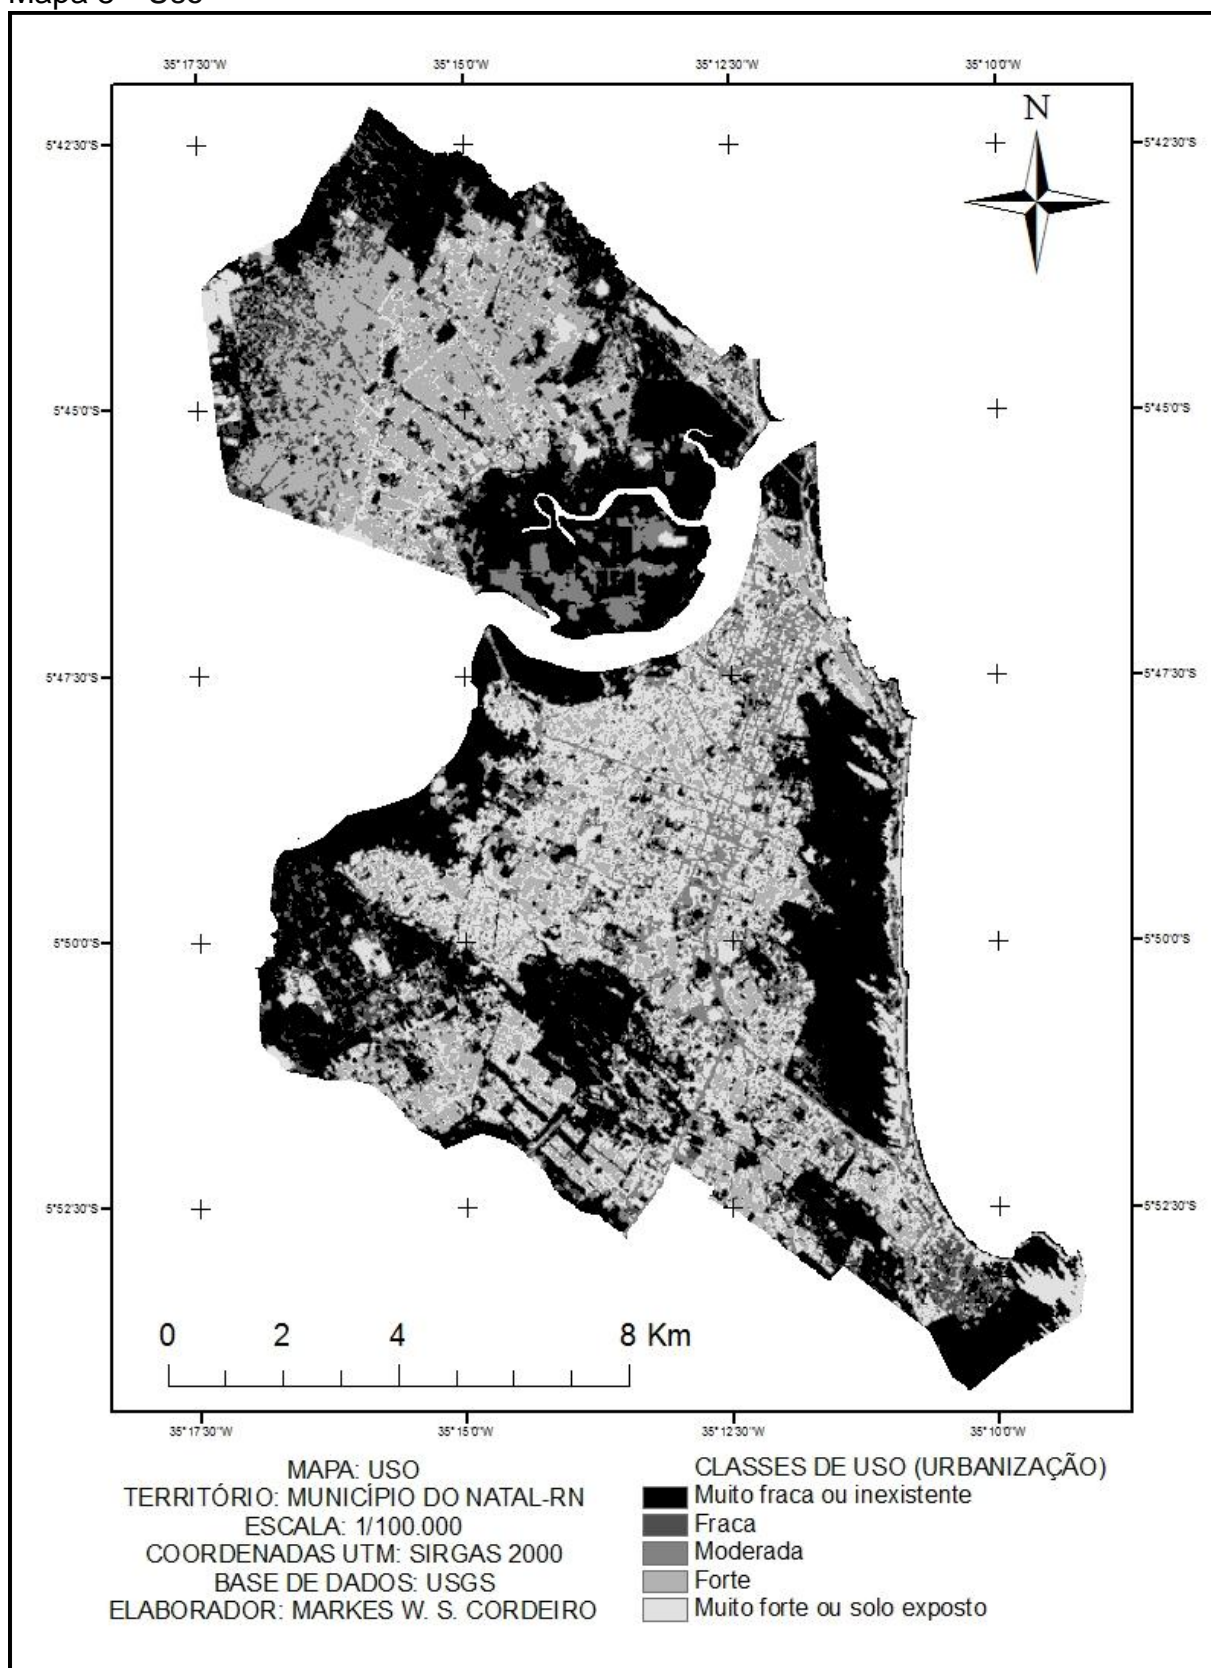 35°17'30"W 35°15'0"W 35°12'30"W 35°10'0"W
N
5°42'30"S 5°42'30"S
5°45'0"S 5°45'0"S
5°47'30"S 5°47'30"S
5°50'0"S 5°50'0"S
5°52'30"S 5°52'30"S
0 2 4 8 Km
35°17'30"W 35°15'0"W 35°12'30"W 35°10'0"W
MAPA: USO
TERRITÓRIO: MUNICÍPIO DO NATAL-RN
ESCALA: 1/100.000
COORDENADAS UTM: SIRGAS 2000
BASE DE DADOS: USGS
ELABORADOR: MARKES W. S. CORDEIRO
CLASSES DE USO (URBANIZAÇÃO)
Muito fraca ou inexistente
Fraca
Moderada
Forte
Muito forte ou solo exposto